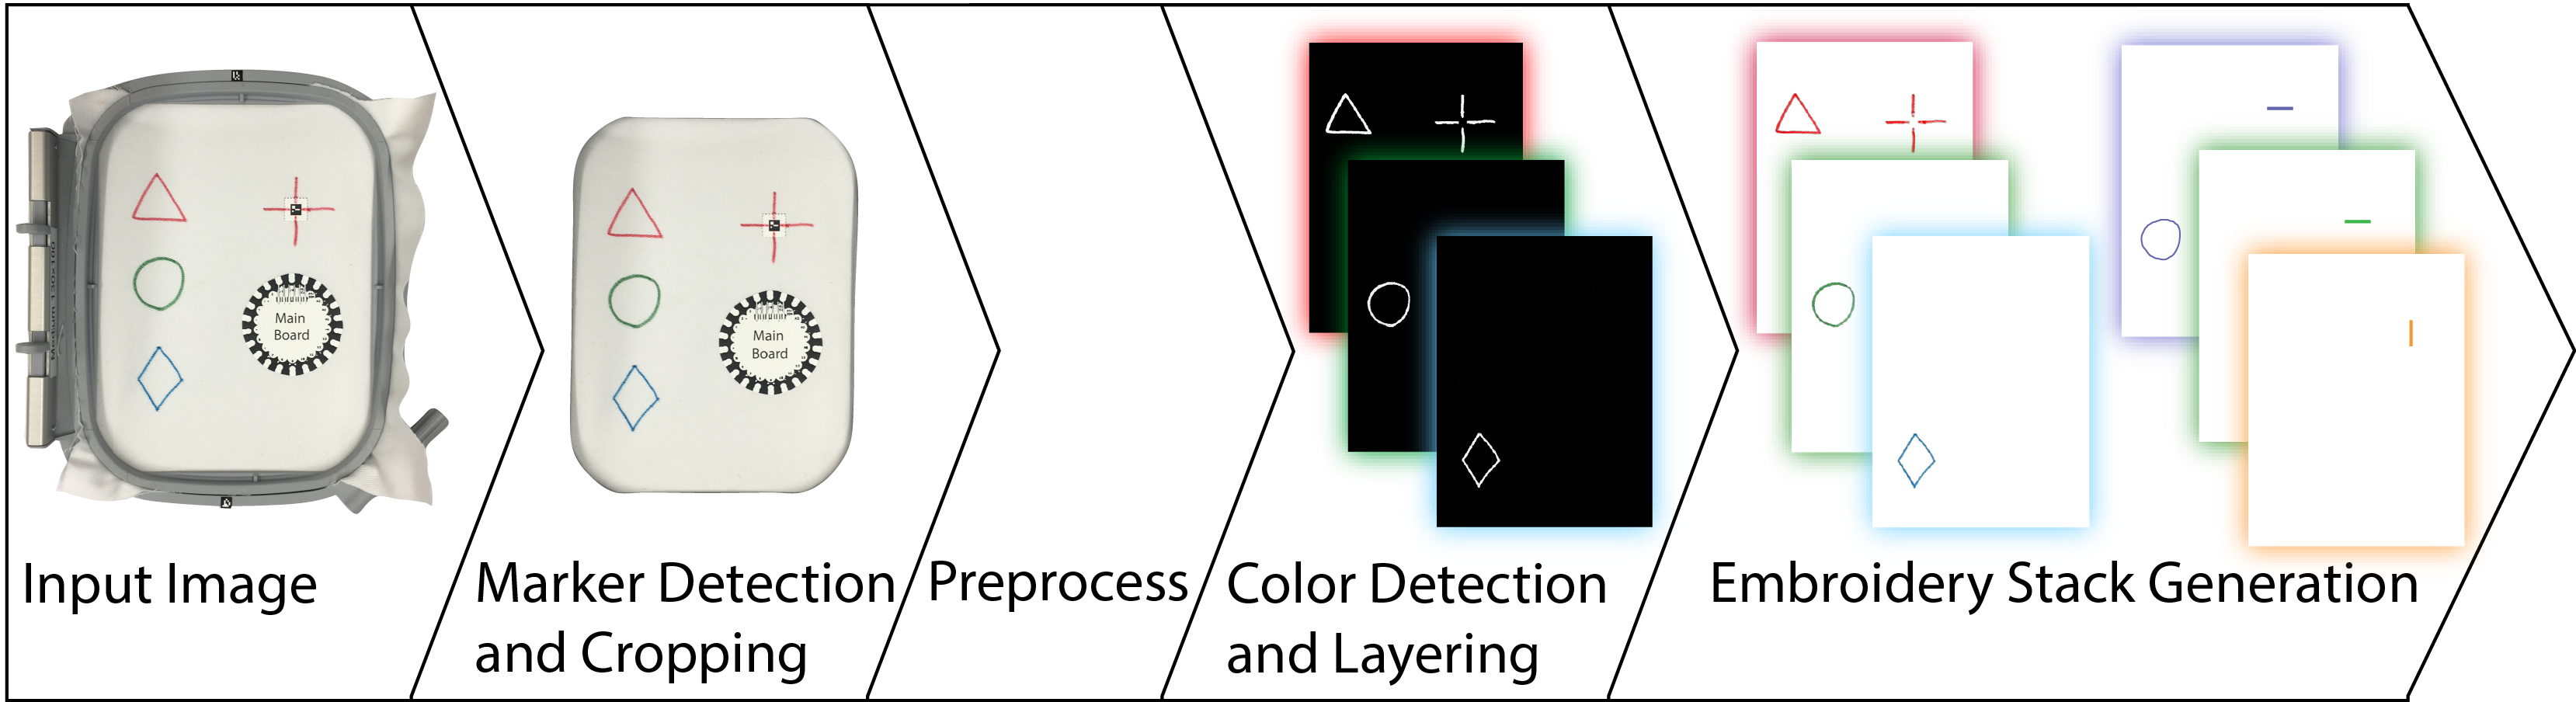 Main
Board
Main
Board
Input Image
Marker Detection
and Cropping
Preprocess
Color Detection
and Layering
Embroidery Stack Generation